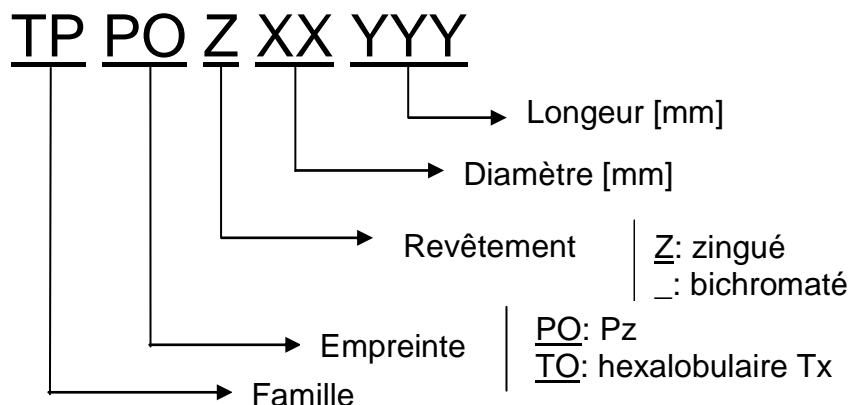 TP PO Z XX YYY
Longeur [mm]
Diamètre [mm]
Revêtement
Z: zingué
_: bichromaté
Empreinte
PO: Pz
TO: hexalobulaire Tx
Famille